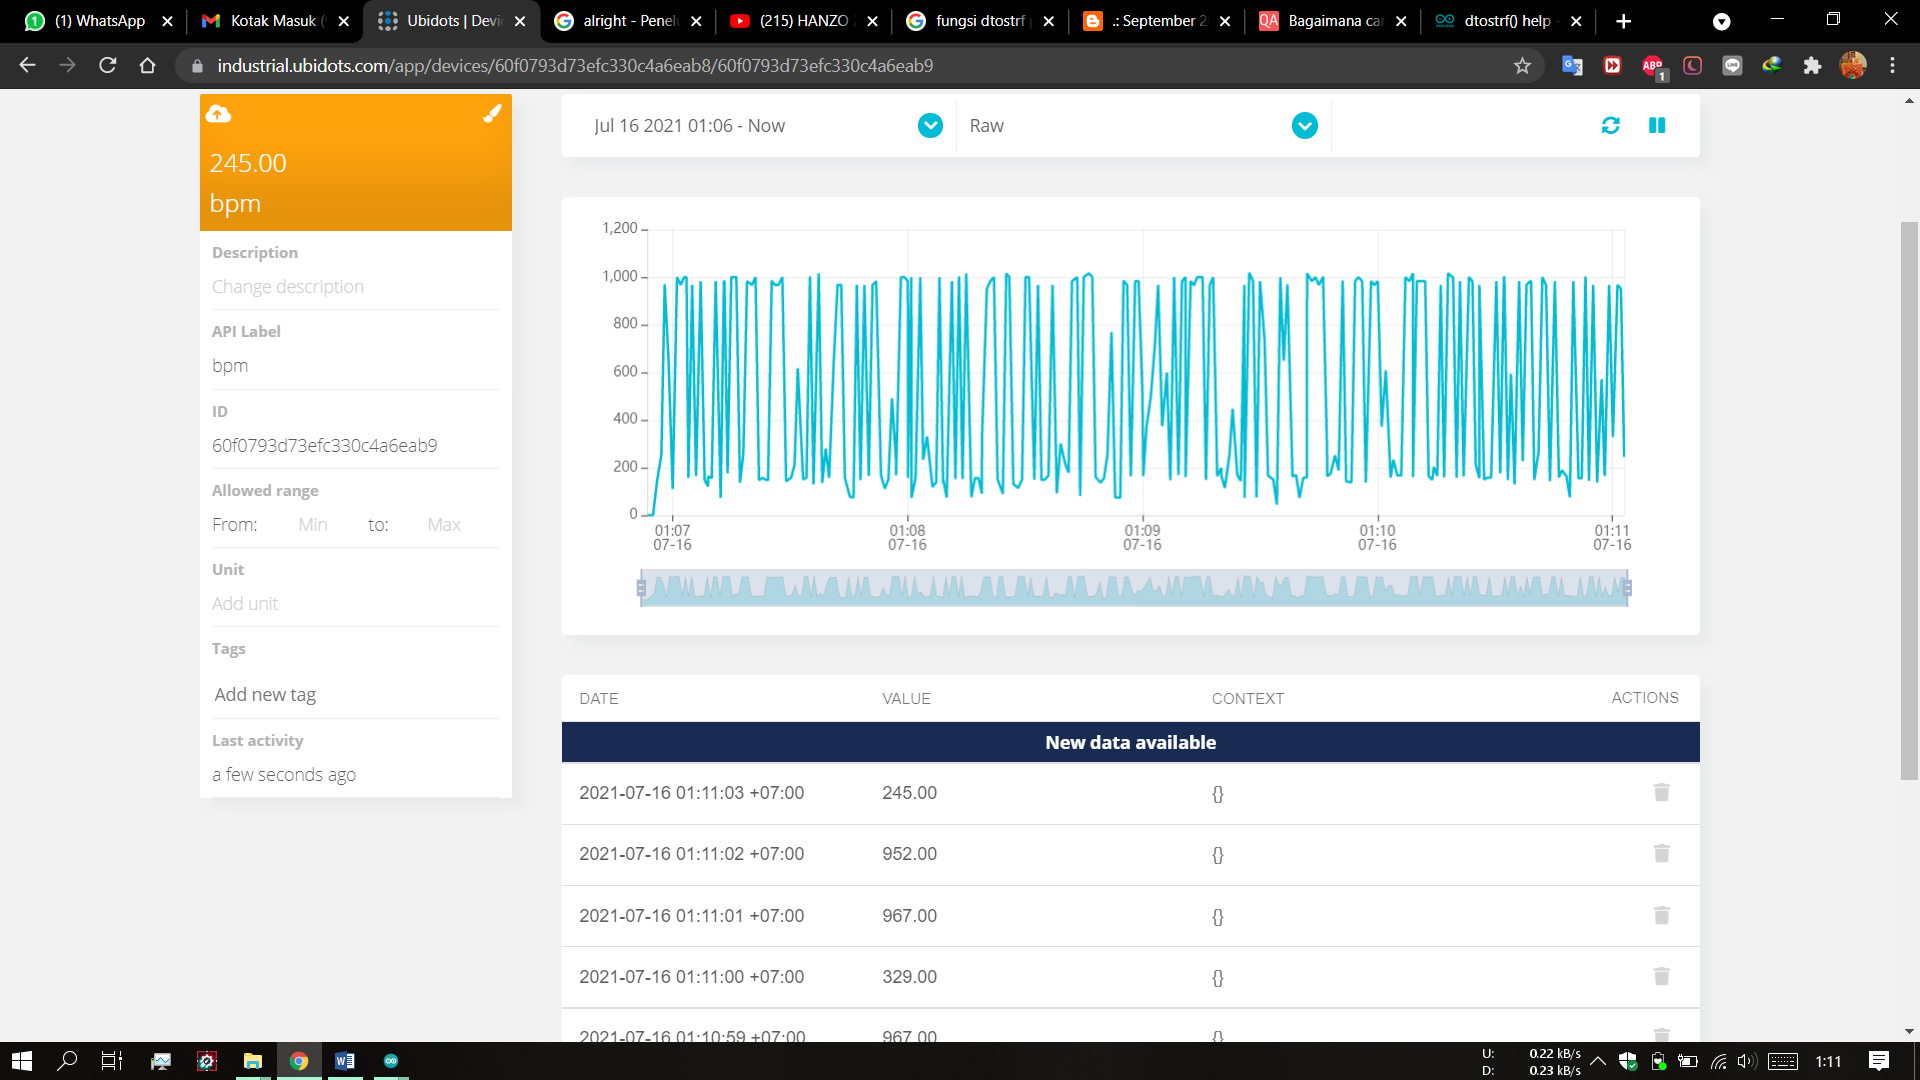 (1) WhatsApp
Kotak Masuk (
Ubidots | Devi
alright - Penel
(215) HANZO
fungsi dtostrf
.: September 2
Bagaimana car
dtostrf() help -
industrial.ubidots.com/app/devices/60f0793d73efc330c4a6eab8/60f0793d73efc330c4a6eab9
ABP
1
LINE
245.00
bpm
Description
Change description
API Label
bpm
ID
60f0793d73efc330c4a6eab9
Allowed range
From: Min to: Max
Unit
Add unit
Tags
Add new tag
Last activity
a few seconds ago
Jul 16 2021 01:06 - Now
Raw
1,200
1,000
800
600
400
200
0
01:07 01:08 01:09 01:10 01:11
07-16 07-16 07-16 07-16 07-16
DATE VALUE CONTEXT ACTIONS
New data available
2021-07-16 01:11:03 +07:00 245.00 {}
2021-07-16 01:11:02 +07:00 952.00 {}
2021-07-16 01:11:01 +07:00 967.00 {}
2021-07-16 01:11:00 +07:00 329.00 {}
2021-07-16 01:10:59 +07:00 967.00 {}
U: 0.22 kB/s
D: 0.23 kB/s
1:11